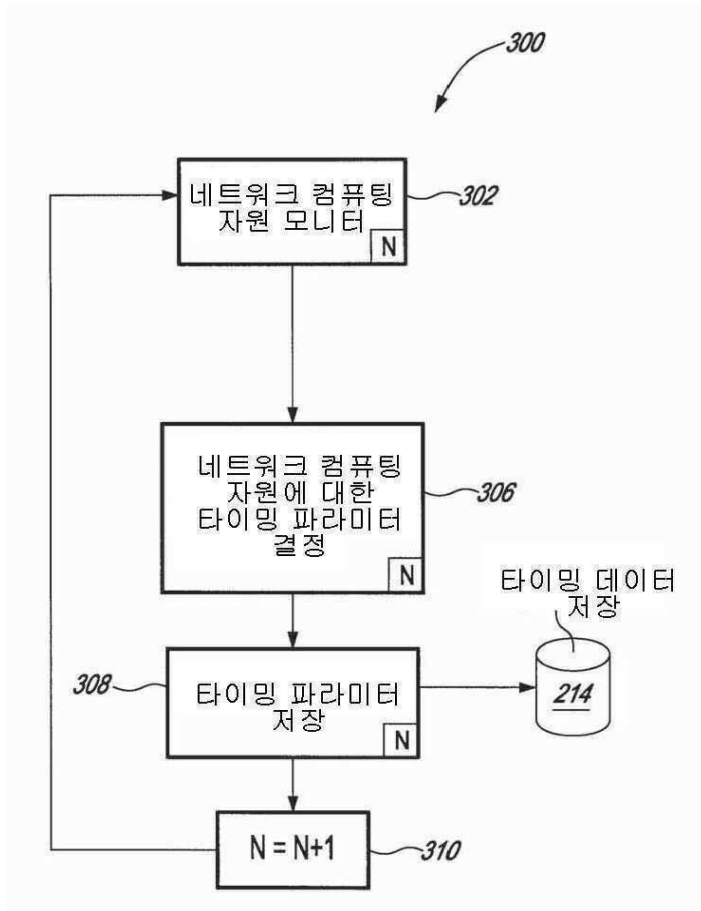 300
네트워크 컴퓨팅
자원 모니터
N
302
네트워크 컴퓨팅
자원에 대한
타이밍 파라미터
결정
N
306
타이밍 데이터
저장
214
308
타이밍 파라미터
저장
N
N = N+1
310